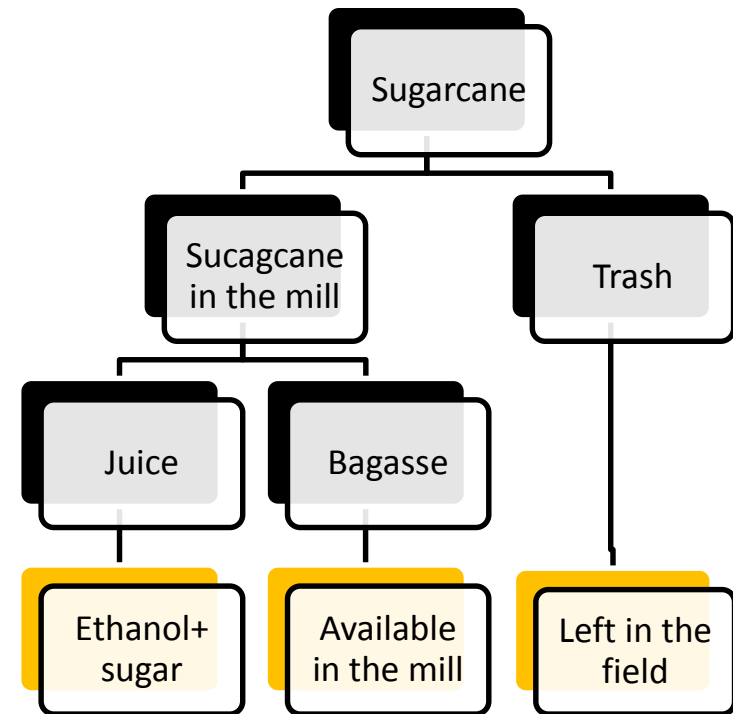 Sugarcane
Sucagcane
in the mill
Trash
Juice
Bagasse
Ethanol+
sugar
Available
in the mill
Left in the
field